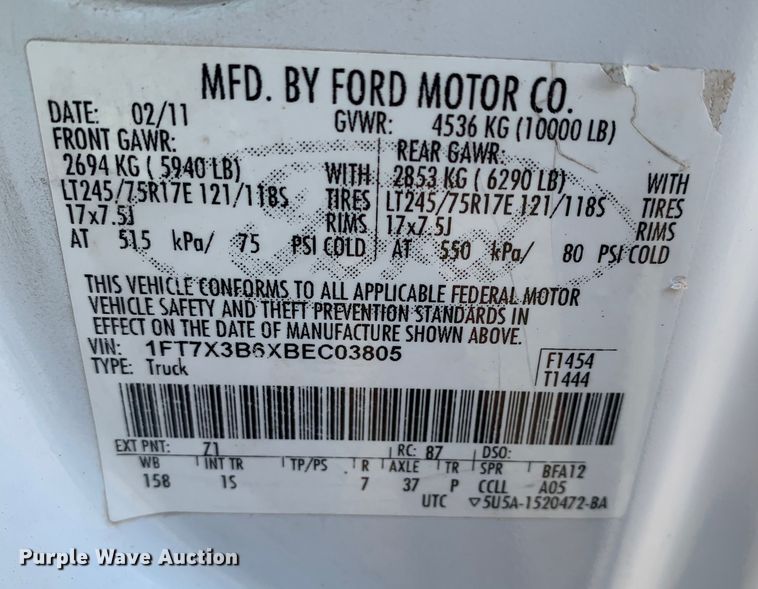 MFD. BY FORD MOTOR CO.
DATE: 02/11 GVWR: 4536 KG (10000 LB)
FRONT GAWR: REAR GAWR:
2694 KG ( 5940 LB) WITH 2853 KG ( 6290 LB) WITH
LT245/75R17E 121/118S TIRES LT245/75R17E 121/118S TIRES
17x7.5J RIMS 17x7.5J RIMS
AT 515 kPa/ 75 PSI COLD AT 550 kPa/ 80 PSI COLD
THIS VEHICLE CONFORMS TO ALL APPLICABLE FEDERAL MOTOR
VEHICLE SAFETY AND THEFT PREVENTION STANDARDS IN
EFFECT ON THE DATE OF MANUFACTURE SHOWN ABOVE.
VIN: 1FT7X3B6XBEC03805 F1454
TYPE: Truck T1444
EXT PNT: Z1 RC: 87 DSO:
WB INT TR TP/PS R AXLE TR SPR BFA12
158 1S 7 37 P CCLL A05
UTC ▽5U5A-1520472-BA
Purple Wave Auction